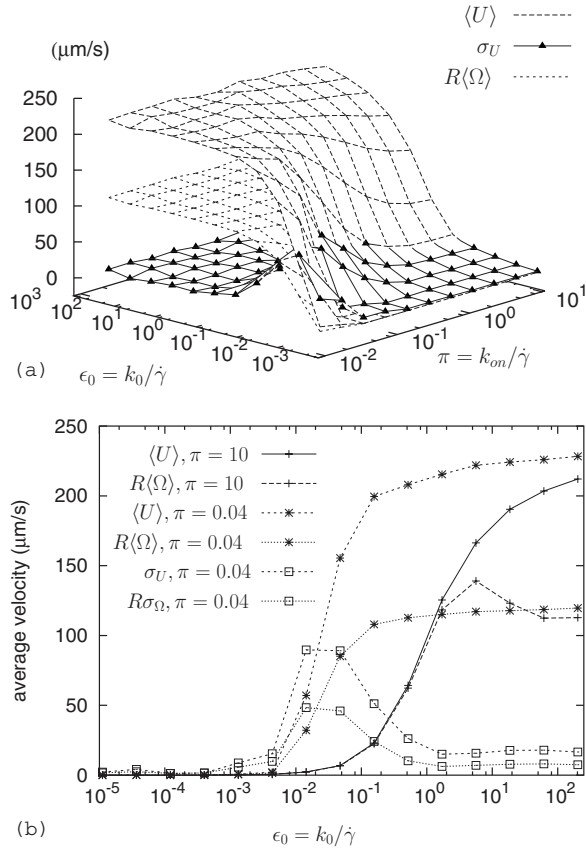 (μm/s)
⟨U⟩
σ_U
R⟨Ω⟩
250
200
150
100
50
0
10^3
10^2
10^1
10^0
10^-1
10^-2
10^-3
10^-2
10^-1
10^0
10^1
(a)
ϵ_0 = k_0/γ̇
π = k_on/γ̇
250
200
150
100
50
0
average velocity (μm/s)
⟨U⟩, π = 10
R⟨Ω⟩, π = 10
⟨U⟩, π = 0.04
R⟨Ω⟩, π = 0.04
σ_U, π = 0.04
Rσ_Ω, π = 0.04
10^-5
10^-4
10^-3
10^-2
10^-1
10^0
10^1
10^2
(b)
ϵ_0 = k_0/γ̇